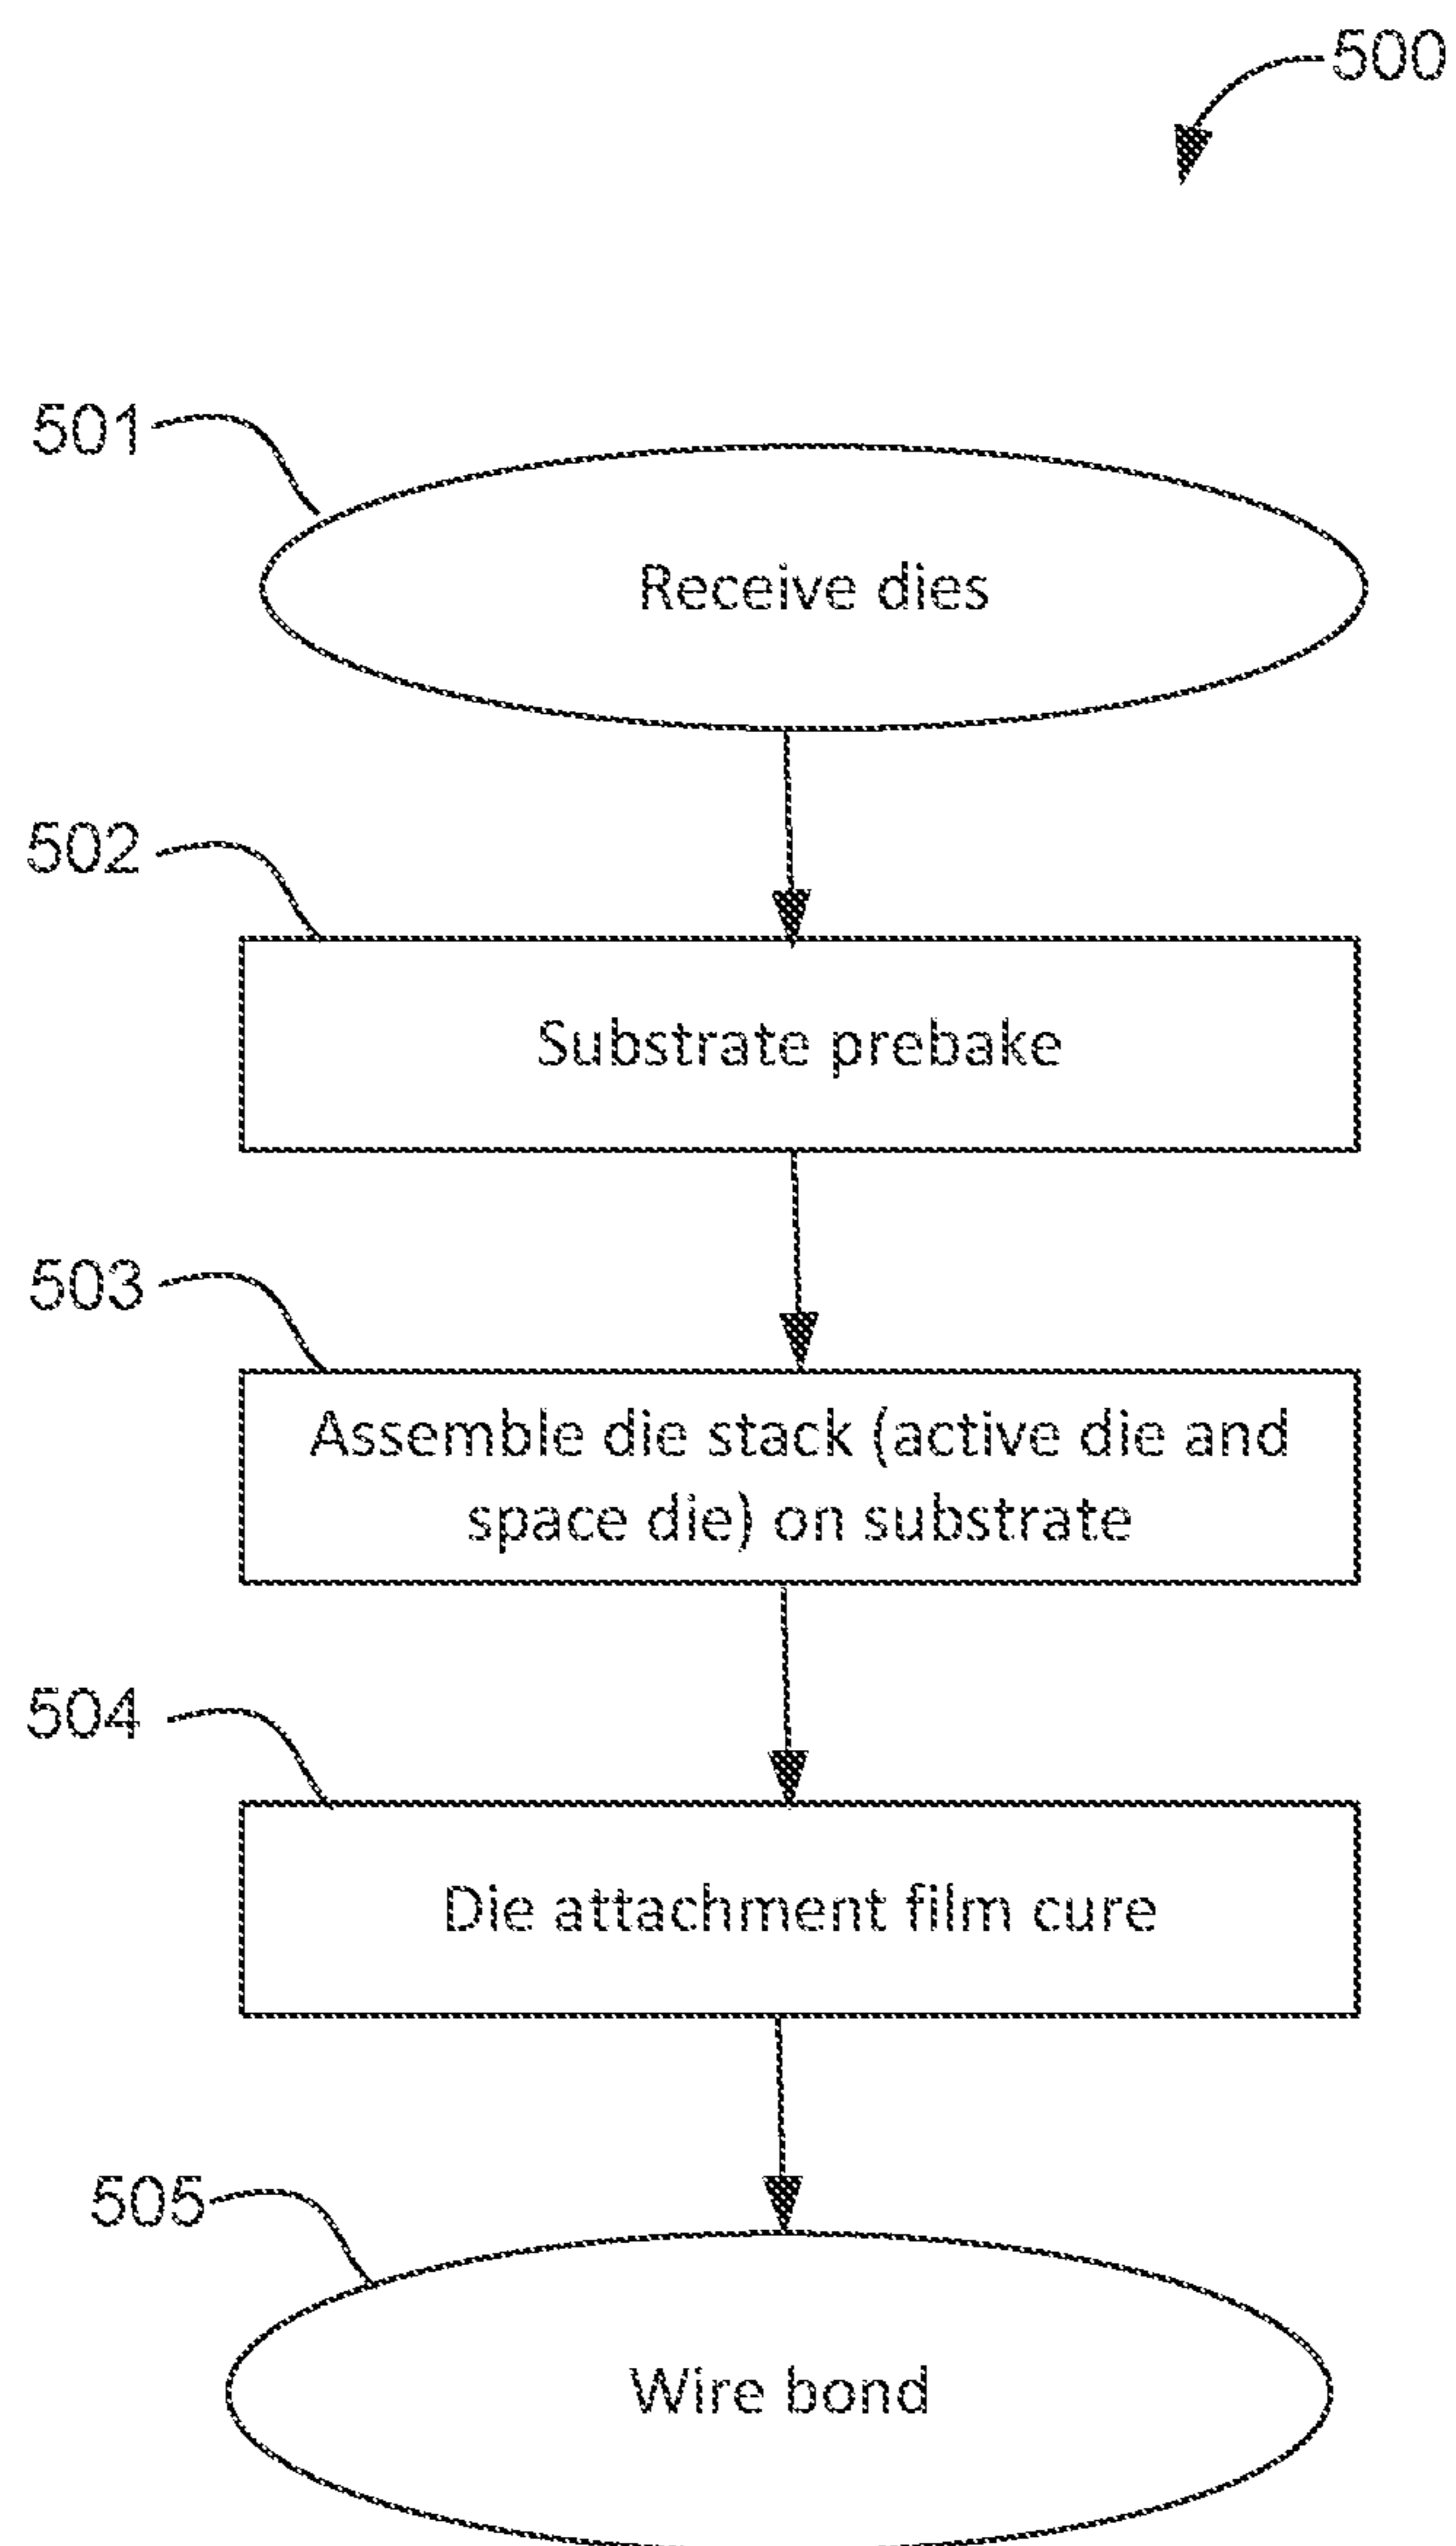 500
501
Receive dies
502
Substrate prebake
503
Assemble die stack (active die and
space die) on substrate
504
Die attachment film cure
505
Wire bond